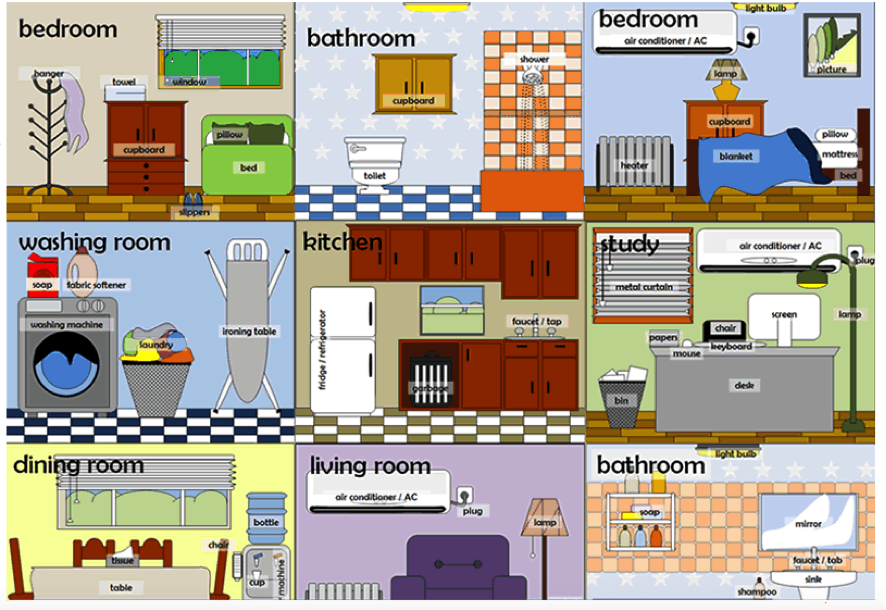 bedroom
hanger
towel
window
cupboard
pillow
bed
slippers
bathroom
shower
cupboard
toilet
bedroom
light bulb
air conditioner / AC
picture
lamp
cupboard
heater
blanket
pillow
mattress
bed
washing room
soap
fabric softener
washing machine
laundry
ironing table
kitchen
fridge / refrigerator
faucet / tap
garbage
study
air conditioner / AC
plug
metal curtain
lamp
screen
chair
papers
keyboard
mouse
desk
bin
dining room
bottle
chair
tissue
cup
machine
table
living room
air conditioner / AC
plug
lamp
bathroom
light bulb
soap
mirror
faucet / tab
sink
shampoo